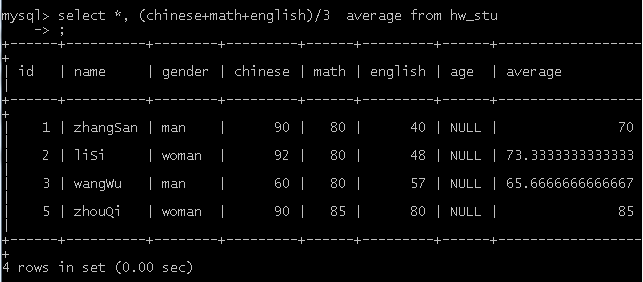 mysql> select *, (chinese+math+english)/3  average from hw_stu
    -> ;
+------+----------+--------+---------+------+---------+------+------------------
+
| id   | name     | gender | chinese | math | english | age  | average
|
+------+----------+--------+---------+------+---------+------+------------------
+
|    1 | zhangSan | man    |      90 |   80 |      40 | NULL |               70
|
|    2 | liSi     | woman  |      92 |   80 |      48 | NULL | 73.3333333333333
|
|    3 | wangWu   | man    |      60 |   80 |      57 | NULL | 65.6666666666667
|
|    5 | zhouQi   | woman  |      90 |   85 |      80 | NULL |               85
|
+------+----------+--------+---------+------+---------+------+------------------
+
4 rows in set (0.00 sec)